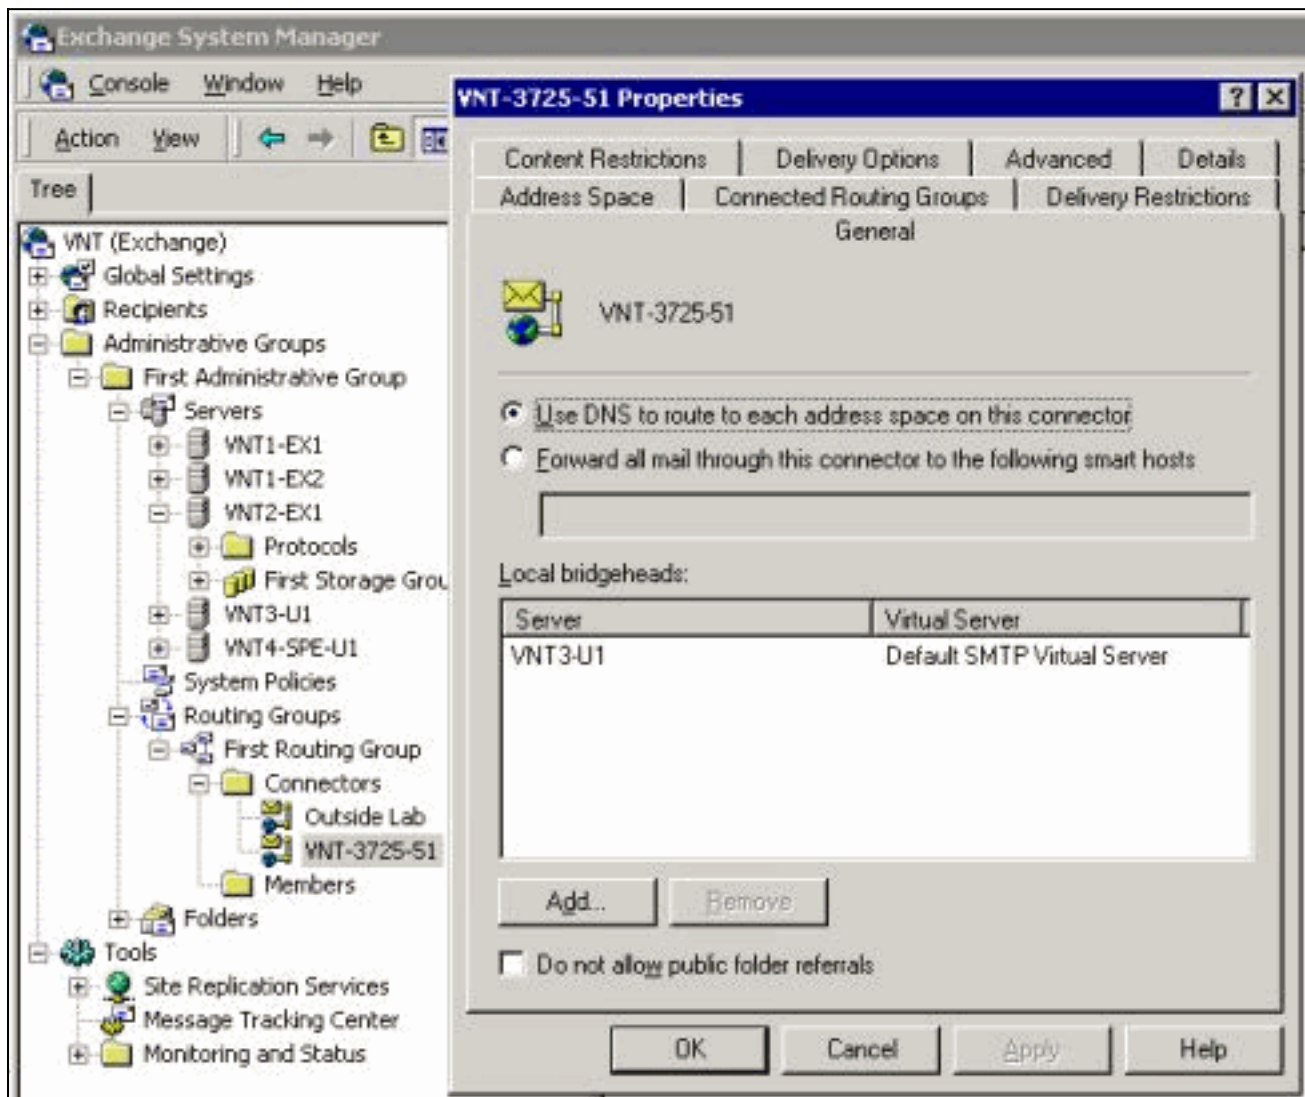 Exchange System Manager
Console Window Help
Action View
Tree
VNT (Exchange)
Global Settings
Recipients
Administrative Groups
First Administrative Group
Servers
VNT1-EX1
VNT1-EX2
VNT2-EX1
Protocols
First Storage Grou
VNT3-U1
VNT4-SPE-U1
System Policies
Routing Groups
First Routing Group
Connectors
Outside Lab
VNT-3725-51
Members
Folders
Tools
Site Replication Services
Message Tracking Center
Monitoring and Status
VNT-3725-51 Properties
Content Restrictions Delivery Options Advanced Details
Address Space Connected Routing Groups Delivery Restrictions
General
VNT-3725-51
Use DNS to route to each address space on this connector
Forward all mail through this connector to the following smart hosts
Local bridgeheads:
Server Virtual Server
VNT3-U1 Default SMTP Virtual Server
Add... Remove
Do not allow public folder referrals
OK Cancel Apply Help